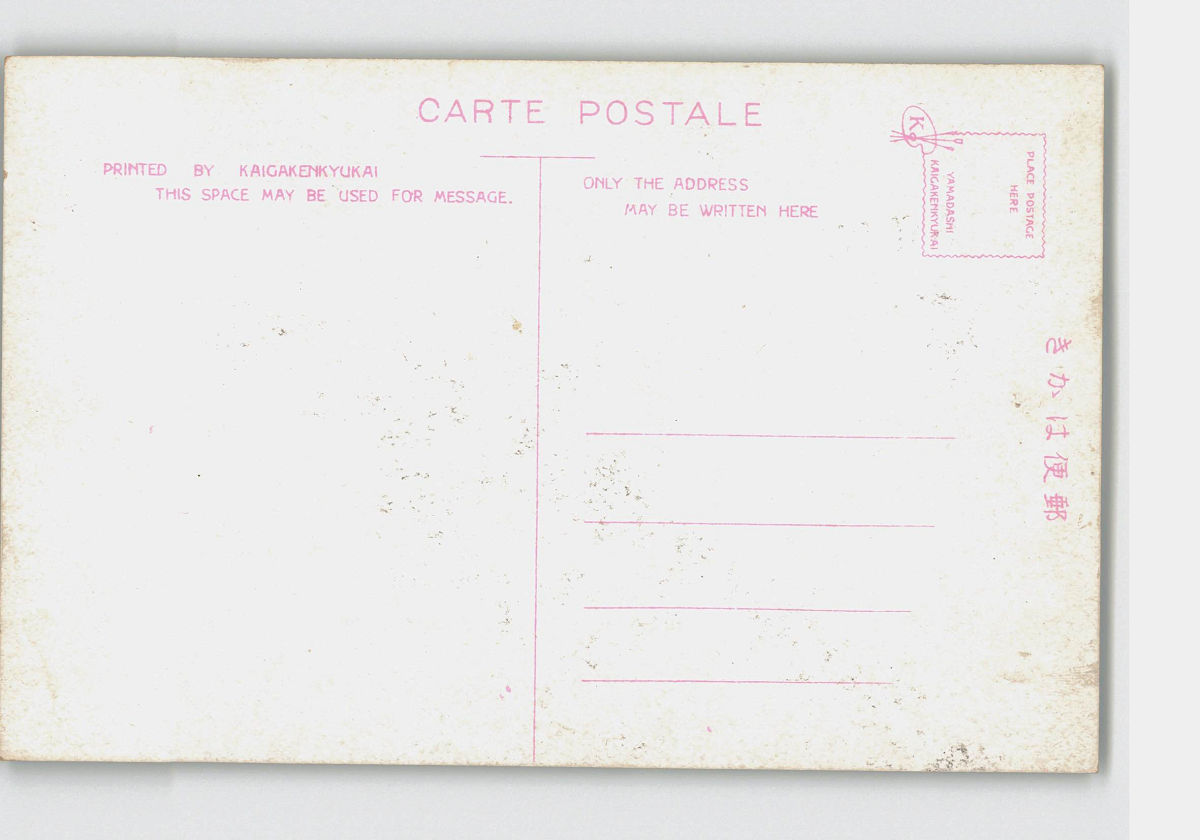 CARTE POSTALE
PRINTED BY KAIGAKENKYUKAI
THIS SPACE MAY BE USED FOR MESSAGE.
ONLY THE ADDRESS
MAY BE WRITTEN HERE
K
PLACE POSTAGE
HERE
YAMADASHI
KAIGAKENKYUKAI
きかは便郵